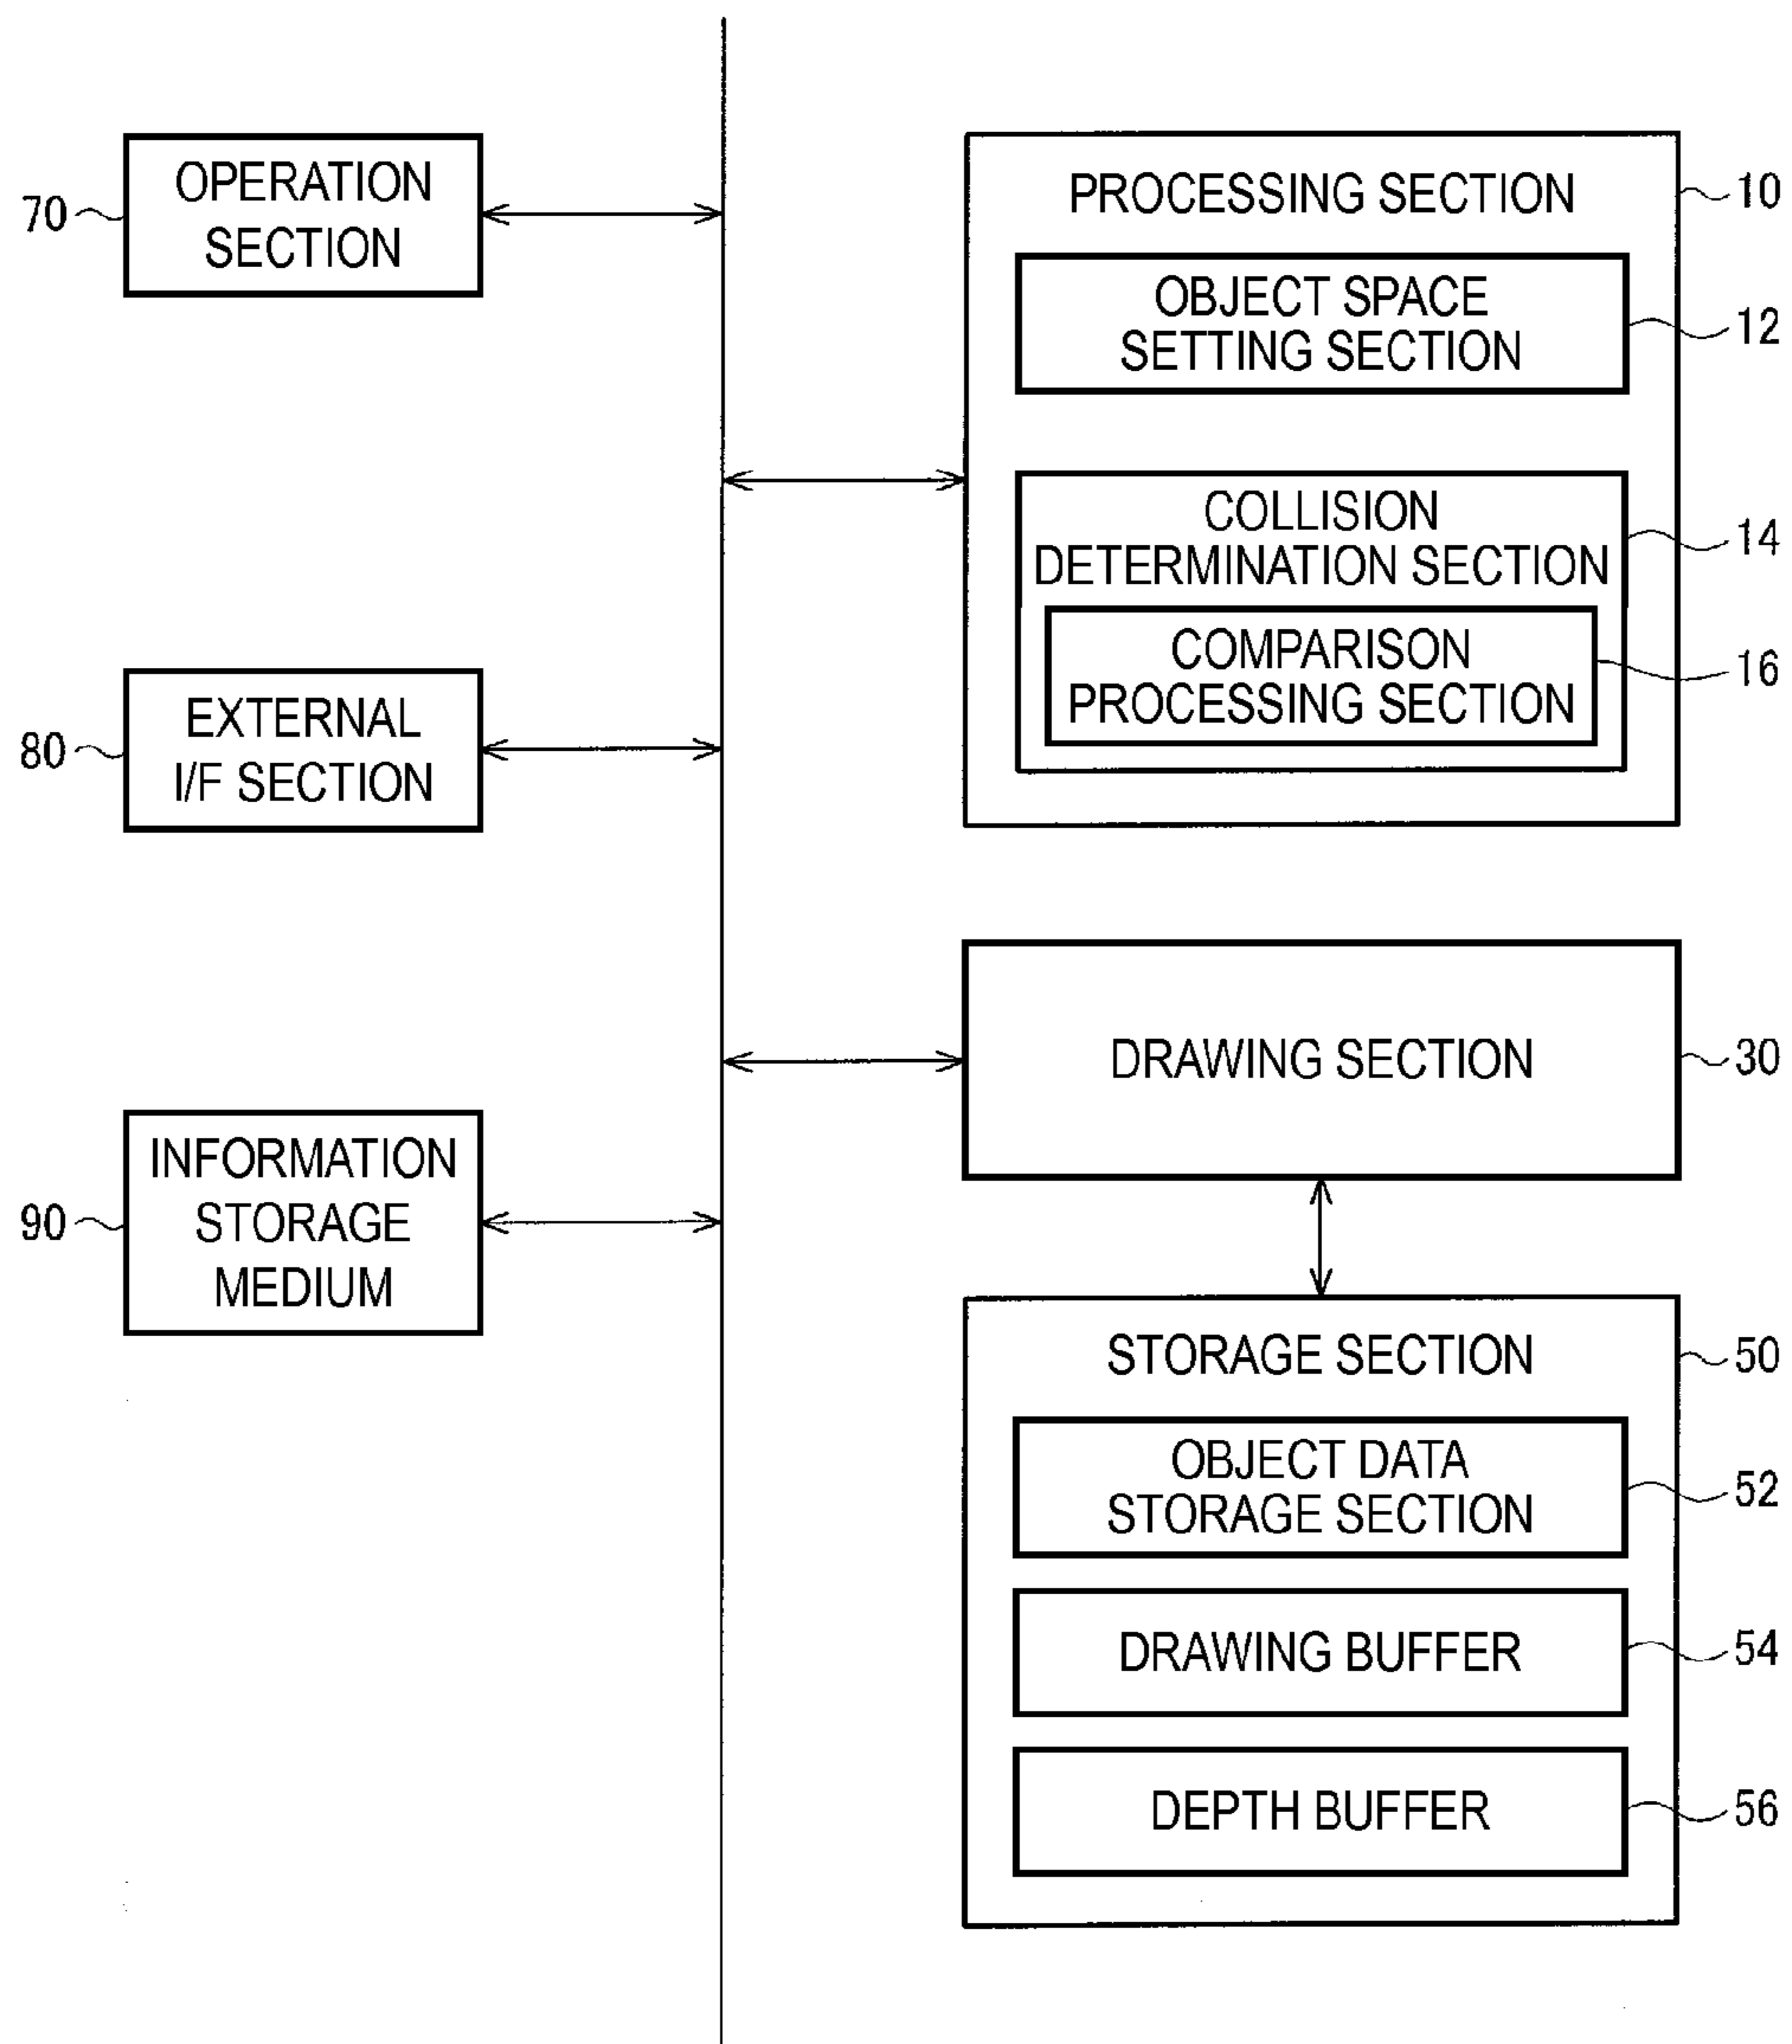 70
OPERATION
SECTION
80
EXTERNAL
I/F SECTION
90
INFORMATION
STORAGE
MEDIUM
PROCESSING SECTION
10
OBJECT SPACE
SETTING SECTION
12
COLLISION
DETERMINATION SECTION
14
COMPARISON
PROCESSING SECTION
16
DRAWING SECTION
30
STORAGE SECTION
50
OBJECT DATA
STORAGE SECTION
52
DRAWING BUFFER
54
DEPTH BUFFER
56